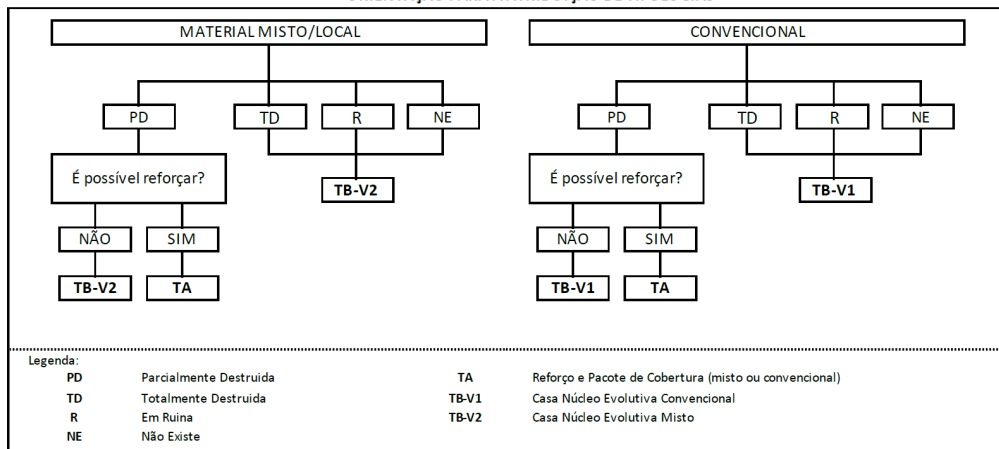 MATERIAL MISTO/LOCAL CONVENCIONAL
PD TD R NE PD TD R NE
É possível reforçar? É possível reforçar?
TB-V2 TB-V1
NÃO SIM NÃO SIM
TB-V2 TA TB-V1 TA
Legenda:
PD Parcialmente Destruida TA Reforço e Pacote de Cobertura (misto ou convencional)
TD Totalmente Destruida TB-V1 Casa Núcleo Evolutiva Convencional
R Em Ruina TB-V2 Casa Núcleo Evolutiva Misto
NE Não Existe